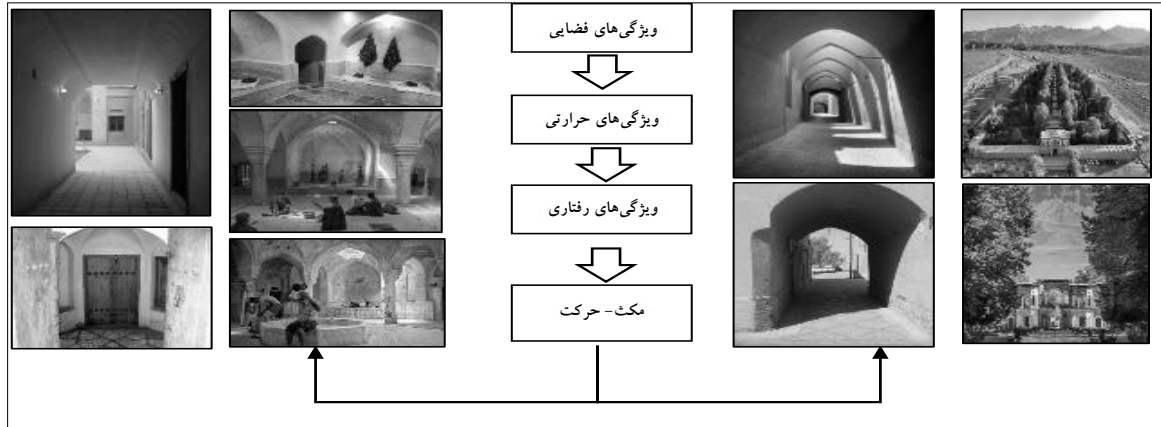 ویژگی‌های فضایی
ویژگی‌های حرارتی
ویژگی‌های رفتاری
مکث- حرکت